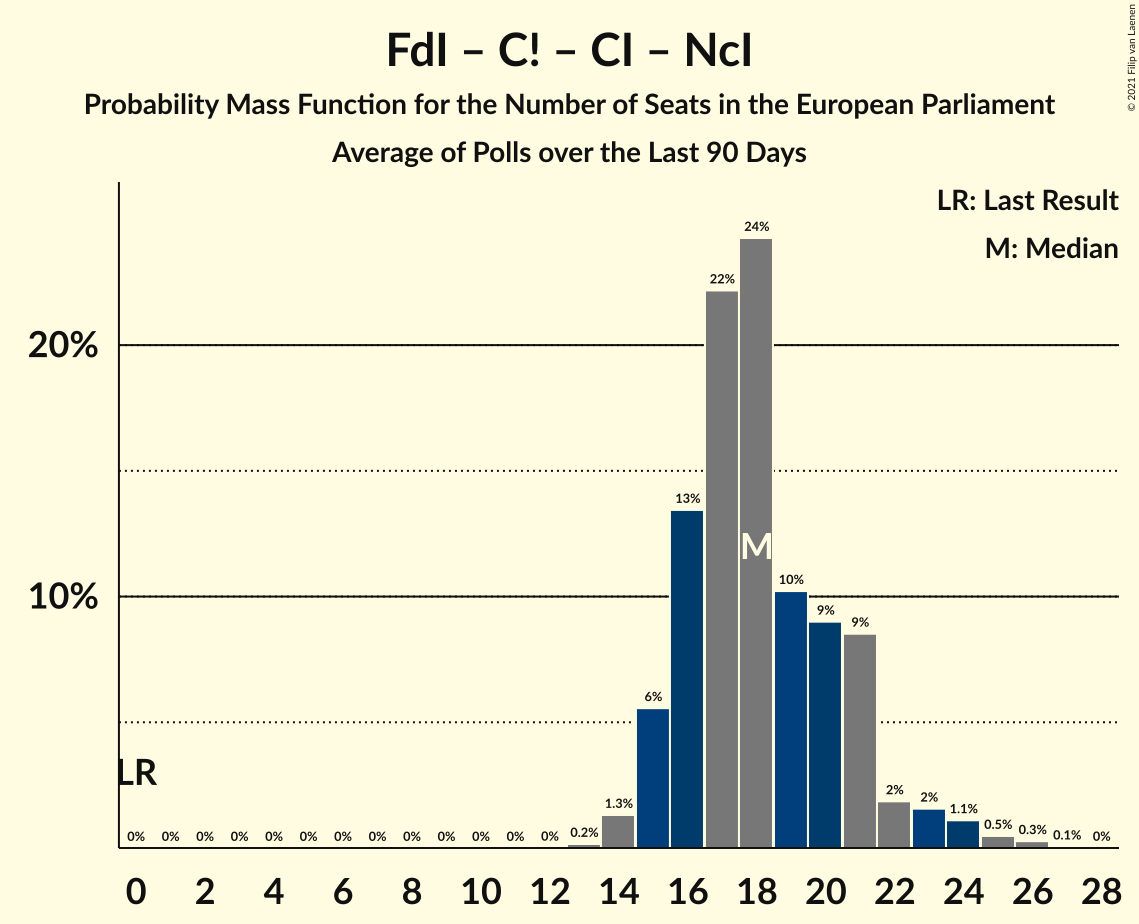 FdI – C! – CI – NcI
Probability Mass Function for the Number of Seats in the European Parliament
Average of Polls over the Last 90 Days
© 2021 Filip van Laenen
LR: Last Result
M: Median
20%
10%
LR
M
0% 0% 0% 0% 0% 0% 0% 0% 0% 0% 0% 0% 0% 0.2% 1.3% 6% 13% 22% 24% 10% 9% 9% 2% 2% 1.1% 0.5% 0.3% 0.1% 0%
0 2 4 6 8 10 12 14 16 18 20 22 24 26 28